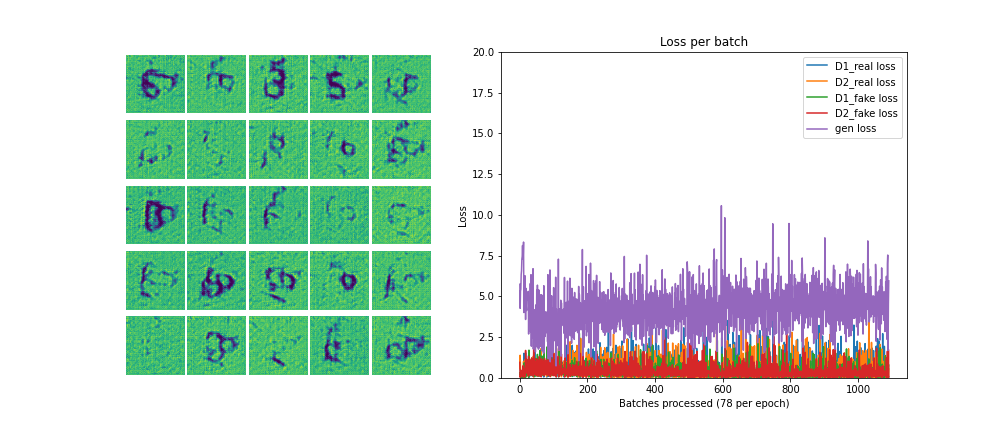 Loss per batch
20.0
17.5
15.0
12.5
10.0
7.5
5.0
2.5
0.0
Loss
D1_real loss
D2_real loss
D1_fake loss
D2_fake loss
gen loss
0 200 400 600 800 1000
Batches processed (78 per epoch)